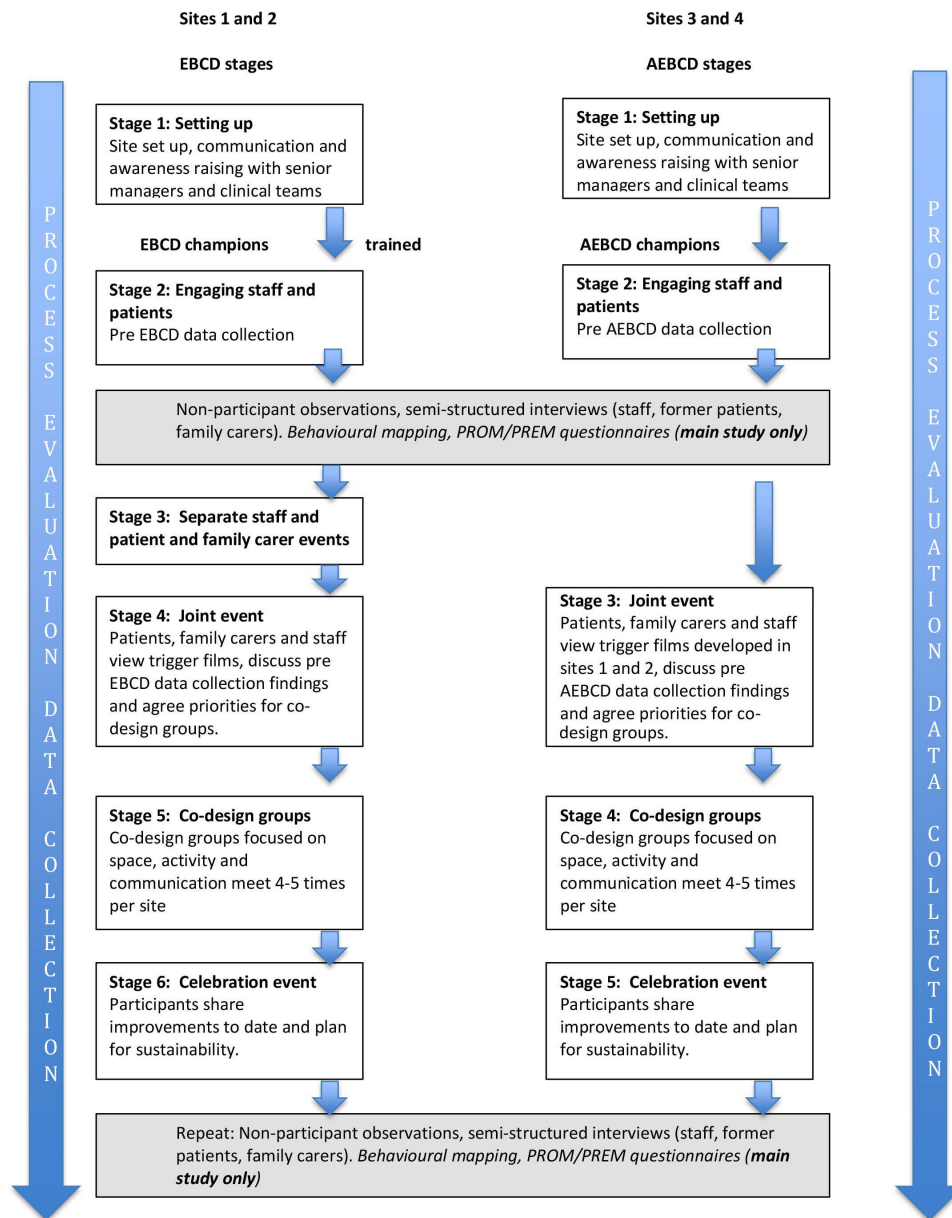 Sites 1 and 2
EBCD stages
Stage 1: Setting up
Site set up, communication and
awareness raising with senior
managers and clinical teams
EBCD champions trained
Stage 2: Engaging staff and
patients
Pre EBCD data collection
Sites 3 and 4
AEBCD stages
Stage 1: Setting up
Site set up, communication and
awareness raising with senior
managers and clinical teams
AEBCD champions
Stage 2: Engaging staff and
patients
Pre AEBCD data collection
Non-participant observations, semi-structured interviews (staff, former patients,
family carers). Behavioural mapping, PROM/PREM questionnaires (main study only)
Stage 3: Separate staff and
patient and family carer events
Stage 4: Joint event
Patients, family carers and staff
view trigger films, discuss pre
EBCD data collection findings
and agree priorities for co-
design groups.
Stage 5: Co-design groups
Co-design groups focused on
space, activity and
communication meet 4-5 times
per site
Stage 6: Celebration event
Participants share
improvements to date and plan
for sustainability.
Stage 3: Joint event
Patients, family carers and staff
view trigger films developed in
sites 1 and 2, discuss pre
AEBCD data collection findings
and agree priorities for co-
design groups.
Stage 4: Co-design groups
Co-design groups focused on
space, activity and
communication meet 4-5 times
per site
Stage 5: Celebration event
Participants share
improvements to date and plan
for sustainability.
Repeat: Non-participant observations, semi-structured interviews (staff, former
patients, family carers). Behavioural mapping, PROM/PREM questionnaires (main
study only)
PROCESS EVALUATION DATA COLLECTION
PROCESS EVALUATION DATA COLLECTION